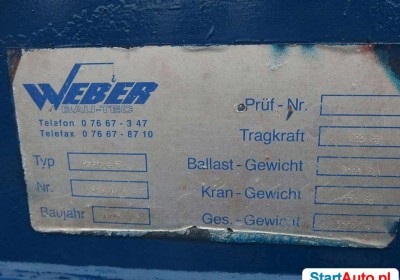 WEBER
BAU-TEC
Telefon 0 76 67 - 3 47
Telefax 0 76 67 - 87 10
Typ
Nr.
Baujahr
Prüf - Nr.
Tragkraft
Ballast - Gewicht
Kran - Gewicht
Ges. - Gewicht
StartAuto.pl